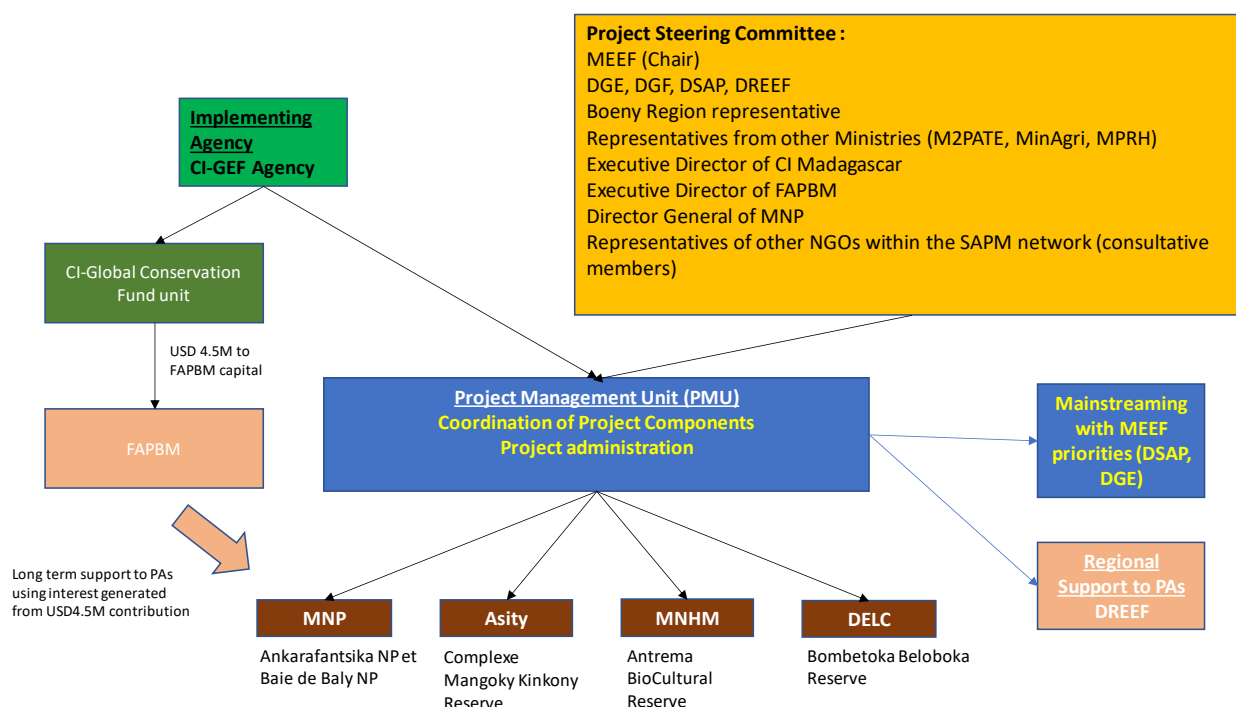 Project Steering Committee :
MEEF (Chair)
DGE, DGF, DSAP, DREEF
Boeny Region representative
Representatives from other Ministries (M2PATE, MinAgri, MPRH)
Executive Director of CI Madagascar
Executive Director of FAPBM
Director General of MNP
Representatives of other NGOs within the SAPM network (consultative
members)
Implementing
Agency
CI-GEF Agency
CI-Global Conservation
Fund unit
USD 4.5M to
FAPBM capital
FAPBM
Project Management Unit (PMU)
Coordination of Project Components
Project administration
Mainstreaming
with MEEF
priorities (DSAP,
DGE)
Regional
Support to PAs
DREEF
Long term support to PAs
using interest generated
from USD4.5M contribution
MNP
Ankarafantsika NP et
Baie de Baly NP
Asity
Complexe
Mangoky Kinkony
Reserve
MNHM
Antrema
BioCultural
Reserve
DELC
Bombetoka Beloboka
Reserve